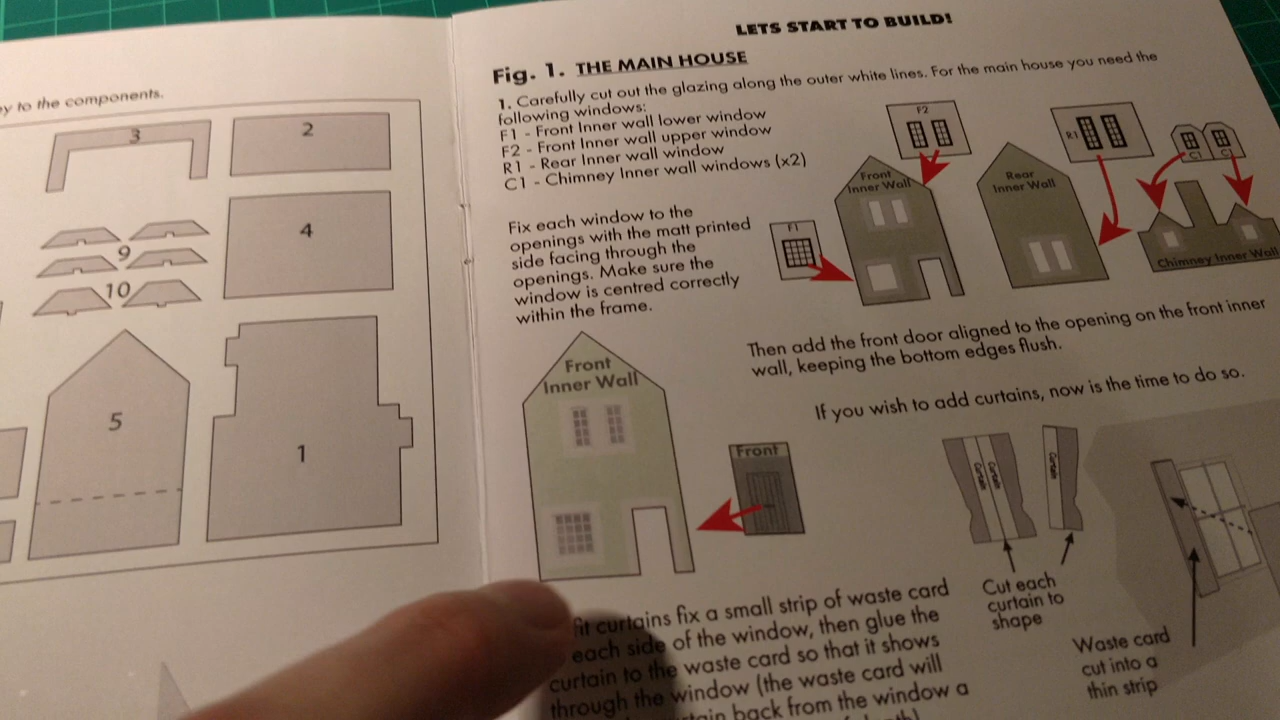 y to the components.
3
2
4
9
10
5
1
LETS START TO BUILD!
Fig. 1. THE MAIN HOUSE
1. Carefully cut out the glazing along the outer white lines. For the main house you need the
following windows:
F1 - Front Inner wall lower window
F2 - Front Inner wall upper window
R1 - Rear Inner wall window
C1 - Chimney Inner wall windows (x2)
F2
R1
C1
Front
Inner Wall
Rear
Inner Wall
F1
Chimney Inner Wall
Fix each window to the
openings with the matt printed
side facing through the
openings. Make sure the
window is centred correctly
within the frame.
Then add the front door aligned to the opening on the front inner
wall, keeping the bottom edges flush.
Front
Inner Wall
Front
If you wish to add curtains, now is the time to do so.
Curtain
Curtain
Curtain
Cut each
curtain to
shape
Waste card
cut into a
thin strip
fit curtains fix a small strip of waste card
each side of the window, then glue the
curtain to the waste card so that it shows
through the window (the waste card will
back from the window a